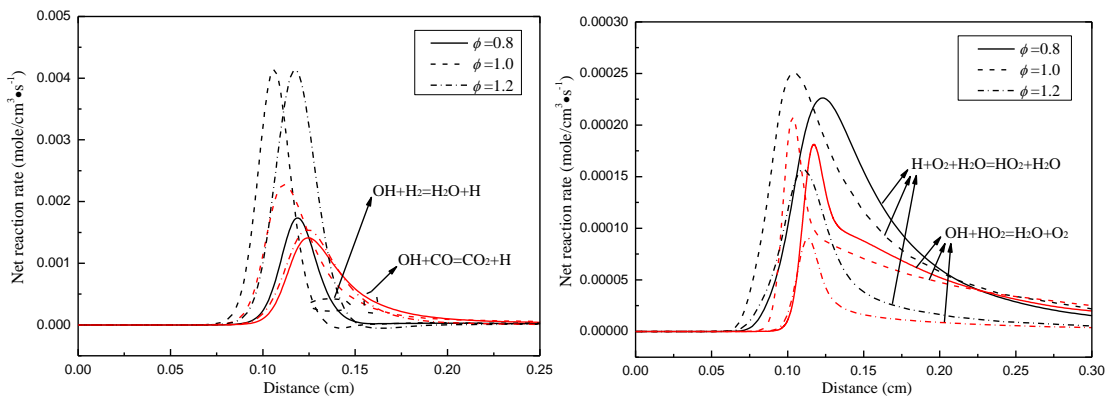 0.005
0.004
0.003
0.002
0.001
0.000
Net reaction rate (mole/cm³•s⁻¹)
ϕ=0.8
ϕ=1.0
ϕ=1.2
OH+H₂=H₂O+H
OH+CO=CO₂+H
0.00 0.05 0.10 0.15 0.20 0.25
Distance (cm)
0.00030
0.00025
0.00020
0.00015
0.00010
0.00005
0.00000
Net reaction rate (mole/cm³•s⁻¹)
ϕ=0.8
ϕ=1.0
ϕ=1.2
H+O₂+H₂O=HO₂+H₂O
OH+HO₂=H₂O+O₂
0.00 0.05 0.10 0.15 0.20 0.25 0.30
Distance (cm)